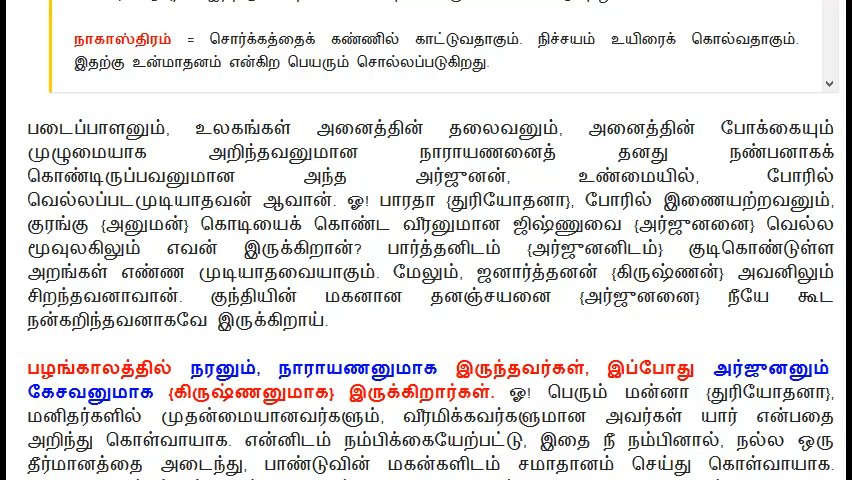 நாகாஸ்திரம் = சொர்க்கத்தைக் கண்ணில் காட்டுவதாகும். நிச்சயம் உயிரைக் கொல்வதாகும்.
இதற்கு உன்மாதனம் என்கிற பெயரும் சொல்லப்படுகிறது.
படைப்பாளனும், உலகங்கள் அனைத்தின் தலைவனும், அனைத்தின் போக்கையும்
முழுமையாக அறிந்தவனுமான நாராயணனைத் தனது நண்பனாகக்
கொண்டிருப்பவனுமான அந்த அர்ஜுனன், உண்மையில், போரில்
வெல்லப்படமுடியாதவன் ஆவான். ஓ! பாரதா {துரியோதனா}, போரில் இணையற்றவனும்,
குரங்கு {அனுமன்} கொடியைக் கொண்ட வீரனுமான ஜிஷ்ணுவை {அர்ஜுனனை} வெல்ல
மூவுலகிலும் எவன் இருக்கிறான்? பார்த்தனிடம் {அர்ஜுனனிடம்} குடிகொண்டுள்ள
அறங்கள் எண்ண முடியாதவையாகும். மேலும், ஜனார்த்தனன் {கிருஷ்ணன்} அவனிலும்
சிறந்தவனாவான். குந்தியின் மகனான தனஞ்சயனை {அர்ஜுனனை} நீயே கூட
நன்கறிந்தவனாகவே இருக்கிறாய்.
பழங்காலத்தில் நரனும், நாராயணனுமாக இருந்தவர்கள், இப்போது அர்ஜுனனும்
கேசவனுமாக {கிருஷ்ணனுமாக} இருக்கிறார்கள். ஓ! பெரும் மன்னா {துரியோதனா},
மனிதர்களில் முதன்மையானவர்களும், வீரமிக்கவர்களுமான அவர்கள் யார் என்பதை
அறிந்து கொள்வாயாக. என்னிடம் நம்பிக்கையேற்பட்டு, இதை நீ நம்பினால், நல்ல ஒரு
தீர்மானத்தை அடைந்து, பாண்டுவின் மகன்களிடம் சமாதானம் செய்து கொள்வாயாக.